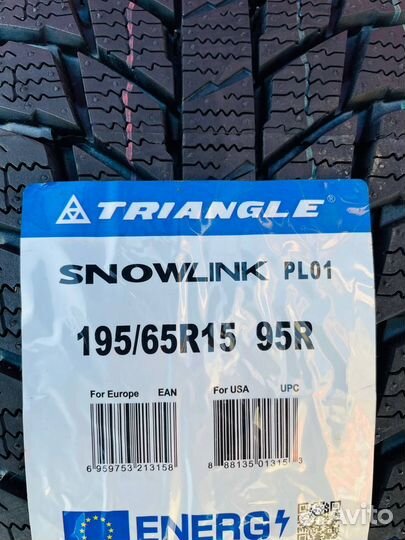 TRIANGLE®
SNOWLINK PL01
195/65R15 95R
For Europe EAN For USA UPC
6 959753 213158 8 88135 01315 3
ENERG
Avito